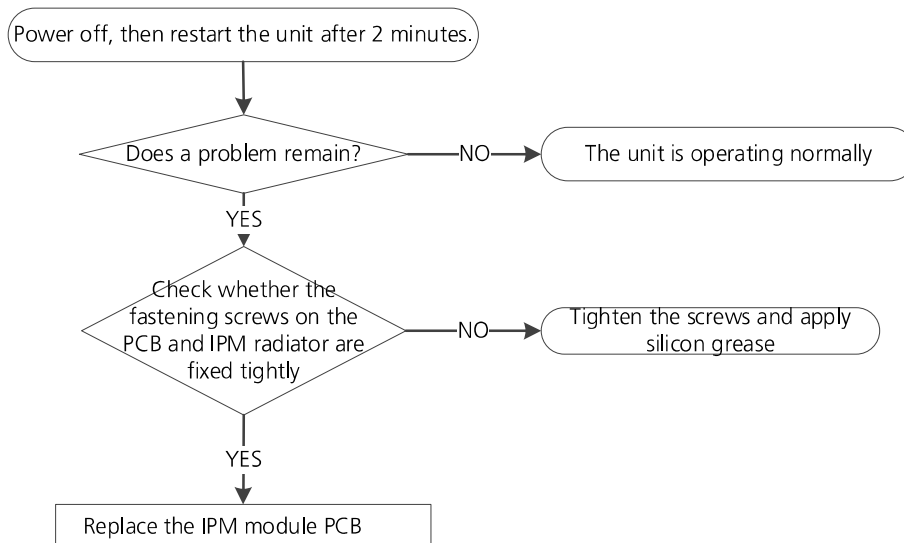 Power off, then restart the unit after 2 minutes.
Does a problem remain?
NO
The unit is operating normally
YES
Check whether the
fastening screws on the
PCB and IPM radiator are
fixed tightly
NO
Tighten the screws and apply
silicon grease
YES
Replace the IPM module PCB